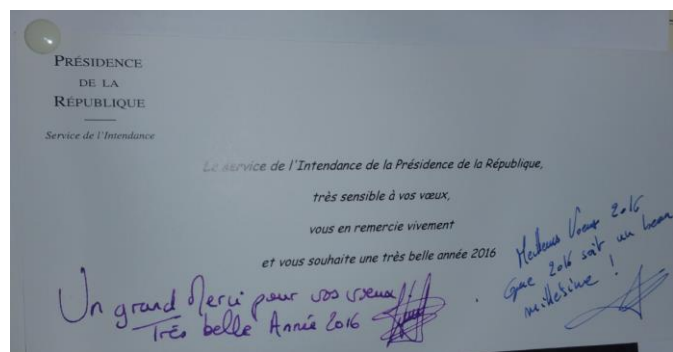 PRÉSIDENCE
DE LA
RÉPUBLIQUE
Service de l'Intendance
Le service de l'Intendance de la Présidence de la République,
très sensible à vos vœux,
vous en remercie vivement
et vous souhaite une très belle année 2016
Un grand Merci pour vos vœux !!
Très belle Année 2016
Meilleurs Voeux 2016
Que 2016 soit un beau
millésime !